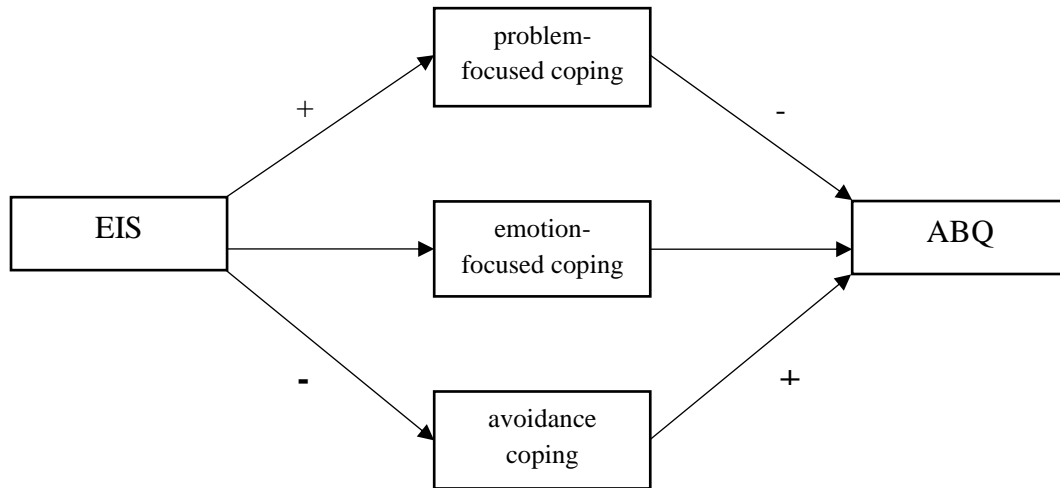 problem-
focused coping
+
-
EIS
emotion-
focused coping
ABQ
-
+
avoidance
coping